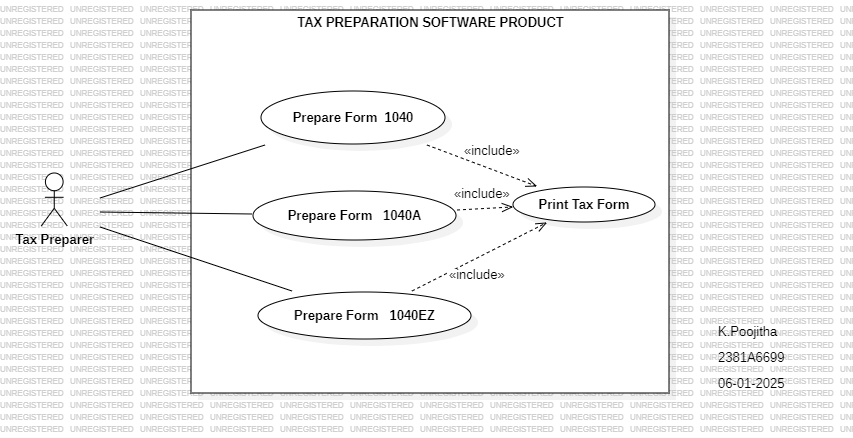 TAX PREPARATION SOFTWARE PRODUCT
Prepare Form 1040
«include»
«include»
Prepare Form 1040A
Print Tax Form
Tax Preparer
«include»
Prepare Form 1040EZ
K.Poojitha
2381A6699
06-01-2025
UNREGISTERED